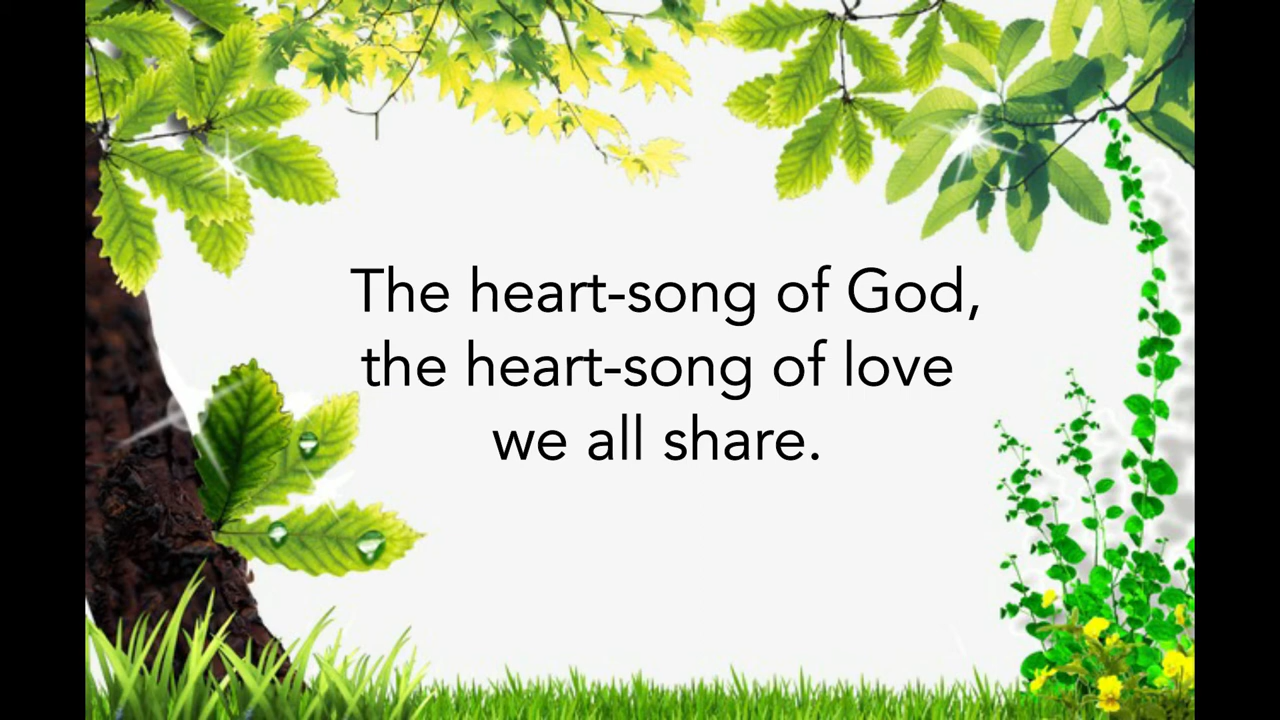 The heart-song of God,
the heart-song of love
we all share.